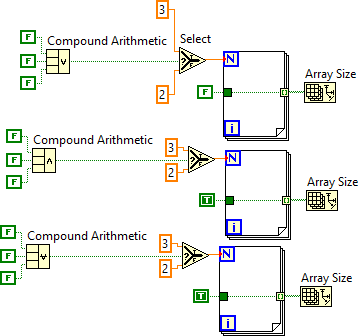 3
F
Compound Arithmetic
Select
F
V
T ? F
N
F
2
F
i
Array Size
Compound Arithmetic
F
3
N
F
Λ
T ? F
F
2
T
i
Array Size
Compound Arithmetic
F
3
N
F
T ? F
F
2
T
i
Array Size